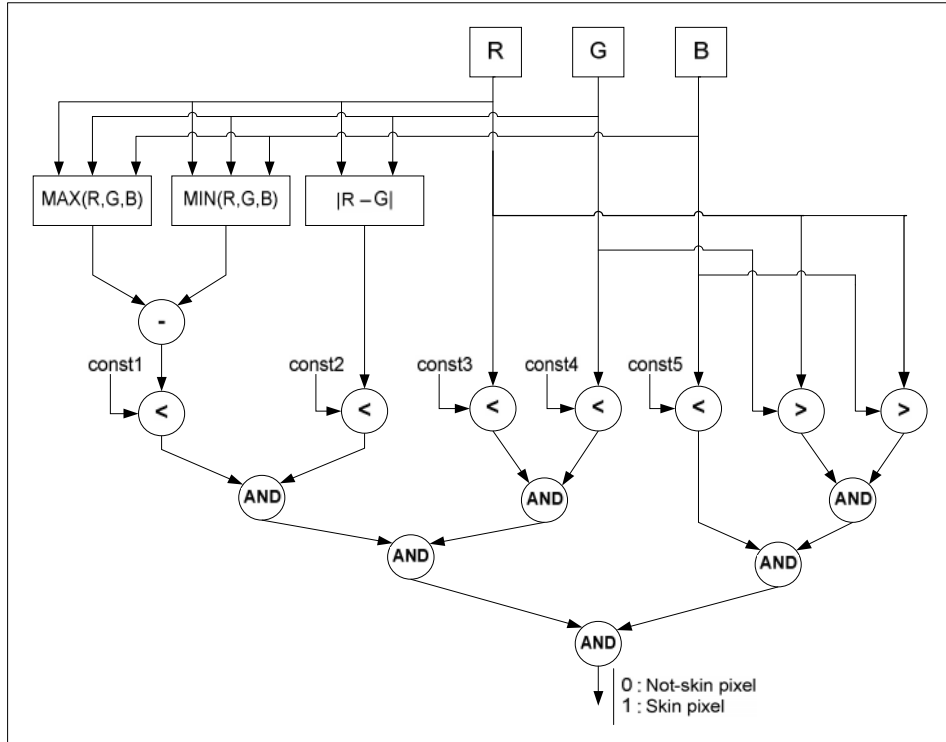 R G B
MAX(R,G,B) MIN(R,G,B) |R – G|
-
const1 const2 const3 const4 const5
< < < < < > >
AND AND AND
AND AND
AND
0 : Not-skin pixel
1 : Skin pixel